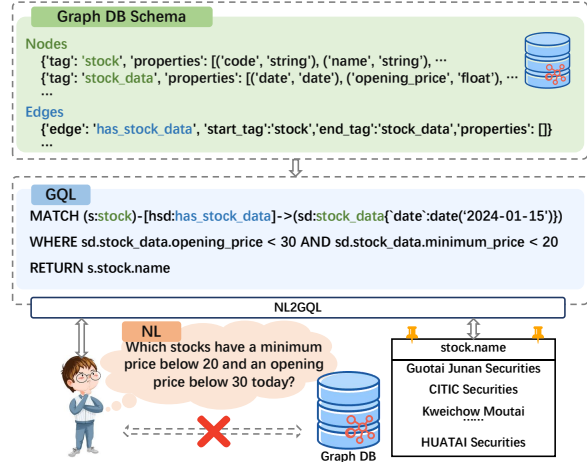 Graph DB Schema
Nodes
{'tag': 'stock', 'properties': [('code', 'string'), ('name', 'string'), ···
{'tag': 'stock_data', 'properties': [('date', 'date'), ('opening_price', 'float'), ···
···
Edges
{'edge': 'has_stock_data', 'start_tag':'stock','end_tag':'stock_data','properties': []}
···
GQL
MATCH (s:stock)-[hsd:has_stock_data]->(sd:stock_data{`date`:date('2024-01-15')})
WHERE sd.stock_data.opening_price < 30 AND sd.stock_data.minimum_price < 20
RETURN s.stock.name
NL2GQL
NL
Which stocks have a minimum
price below 20 and an opening
price below 30 today?
Graph DB
stock.name
Guotai Junan Securities
CITIC Securities
Kweichow Moutai
······
HUATAI Securities